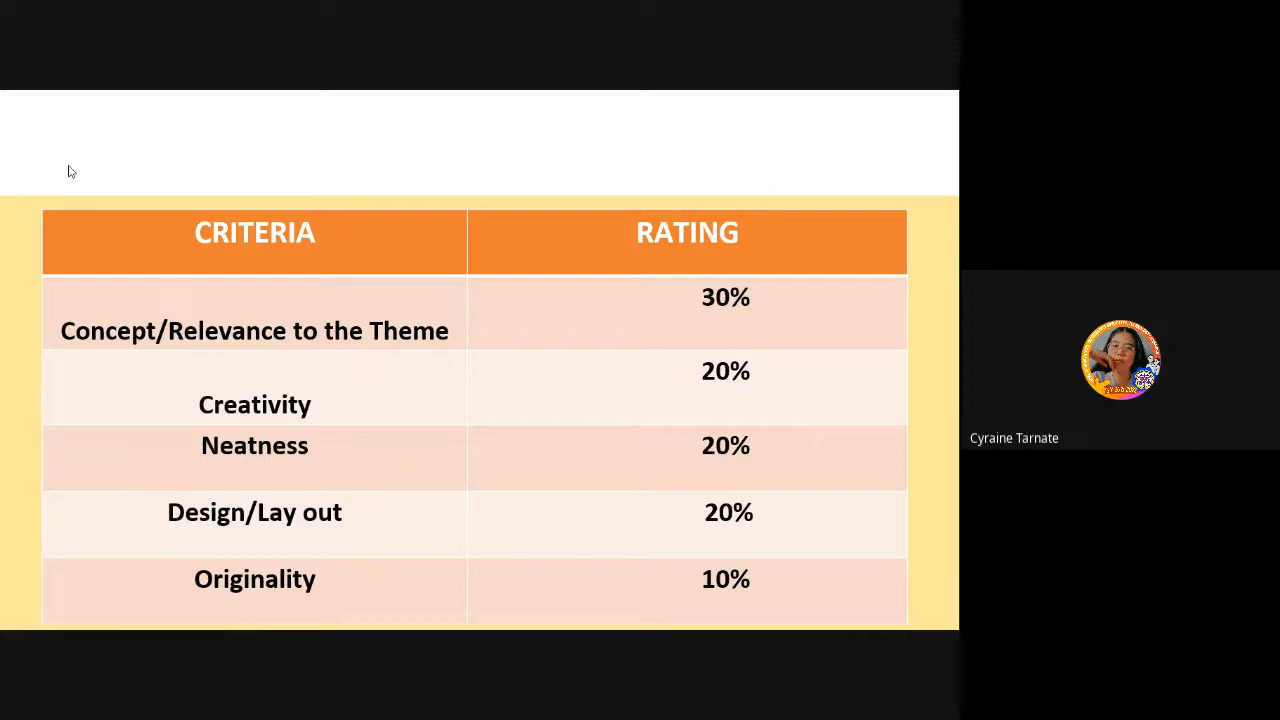 CRITERIA RATING
30%
Concept/Relevance to the Theme
20%
Creativity
Neatness 20%
Design/Lay out 20%
Originality 10%
Cyraine Tarnate